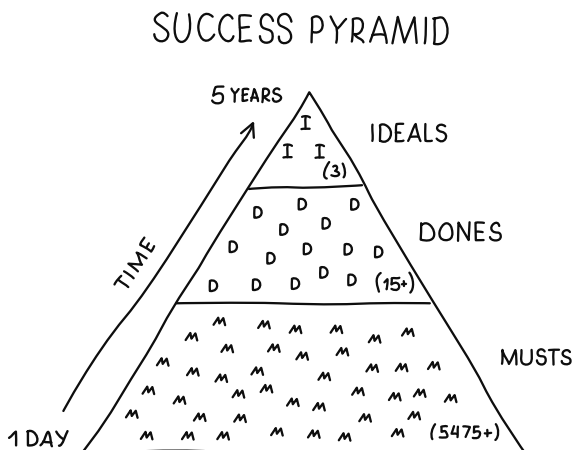 SUCCESS PYRAMID
5 YEARS
I
IDEALS
I I
(3)
D D D
D D
DONES
D D D D D
D D D D D
(15+)
TIME
M M M M M
M M M M
MUSTS
M M M M M M
M M M M M M
M M M M M M
M M M M M
M M M M M M
(5475+)
1 DAY